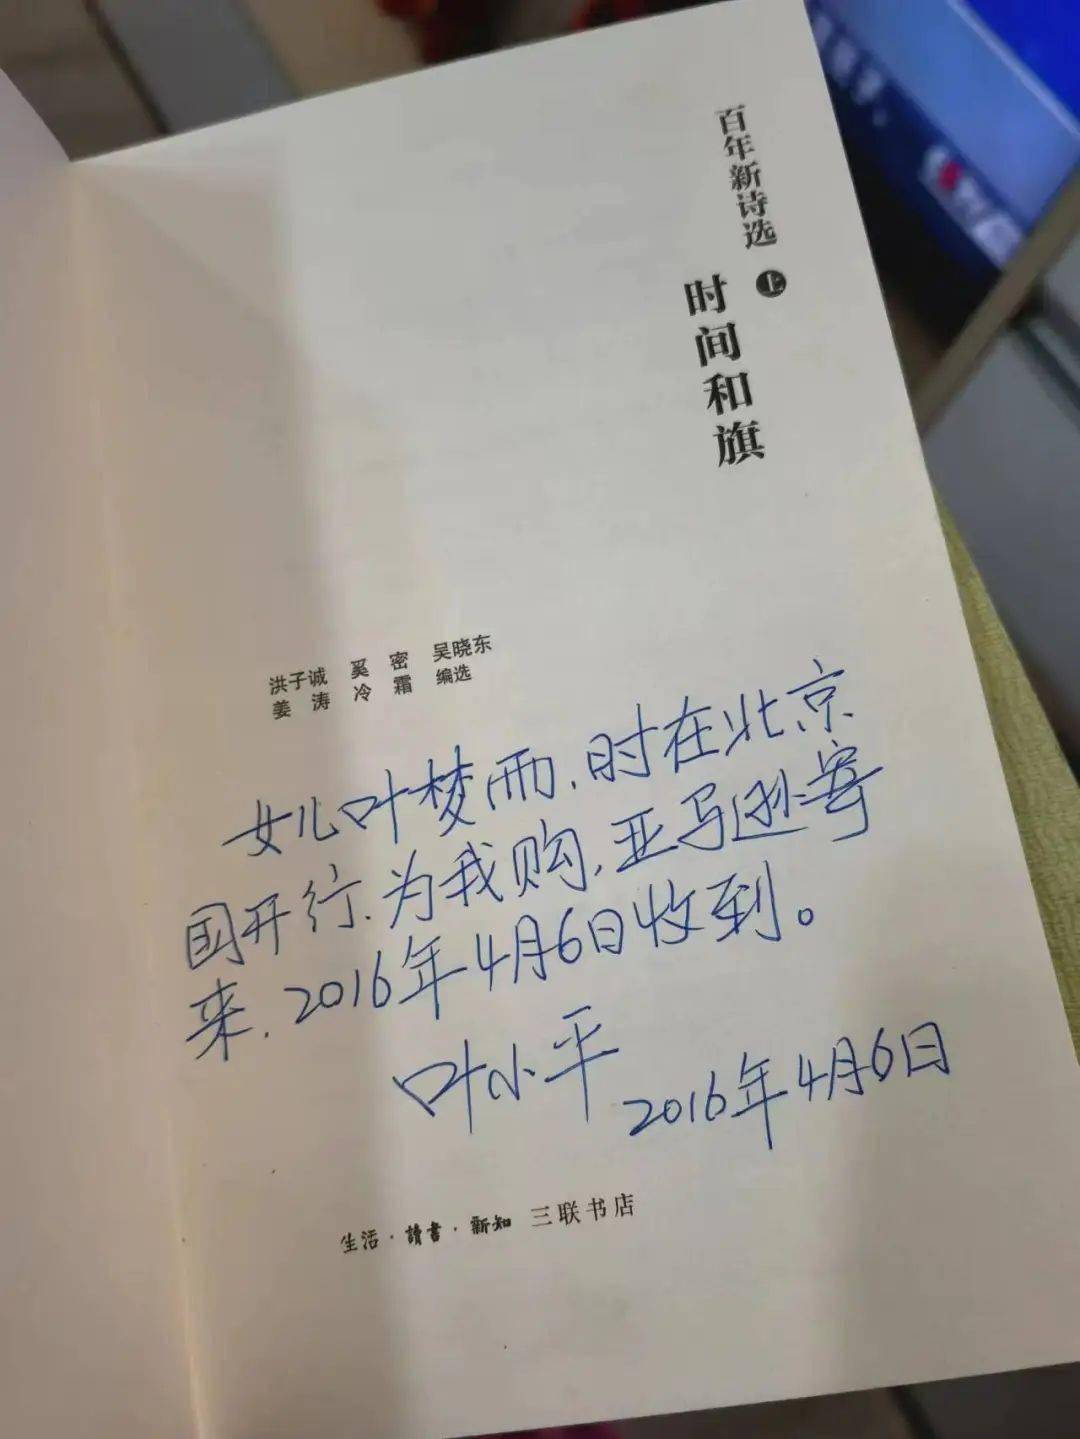 百年新诗选 上
时间和旗
洪子诚 奚密 吴晓东
姜涛 冷霜 编选
女儿叶梦雨，时在北京
国开行，为我购，亚马逊寄
来，2016年4月6日收到。
叶小平 2016年4月6日
生活·讀書·新知 三联书店